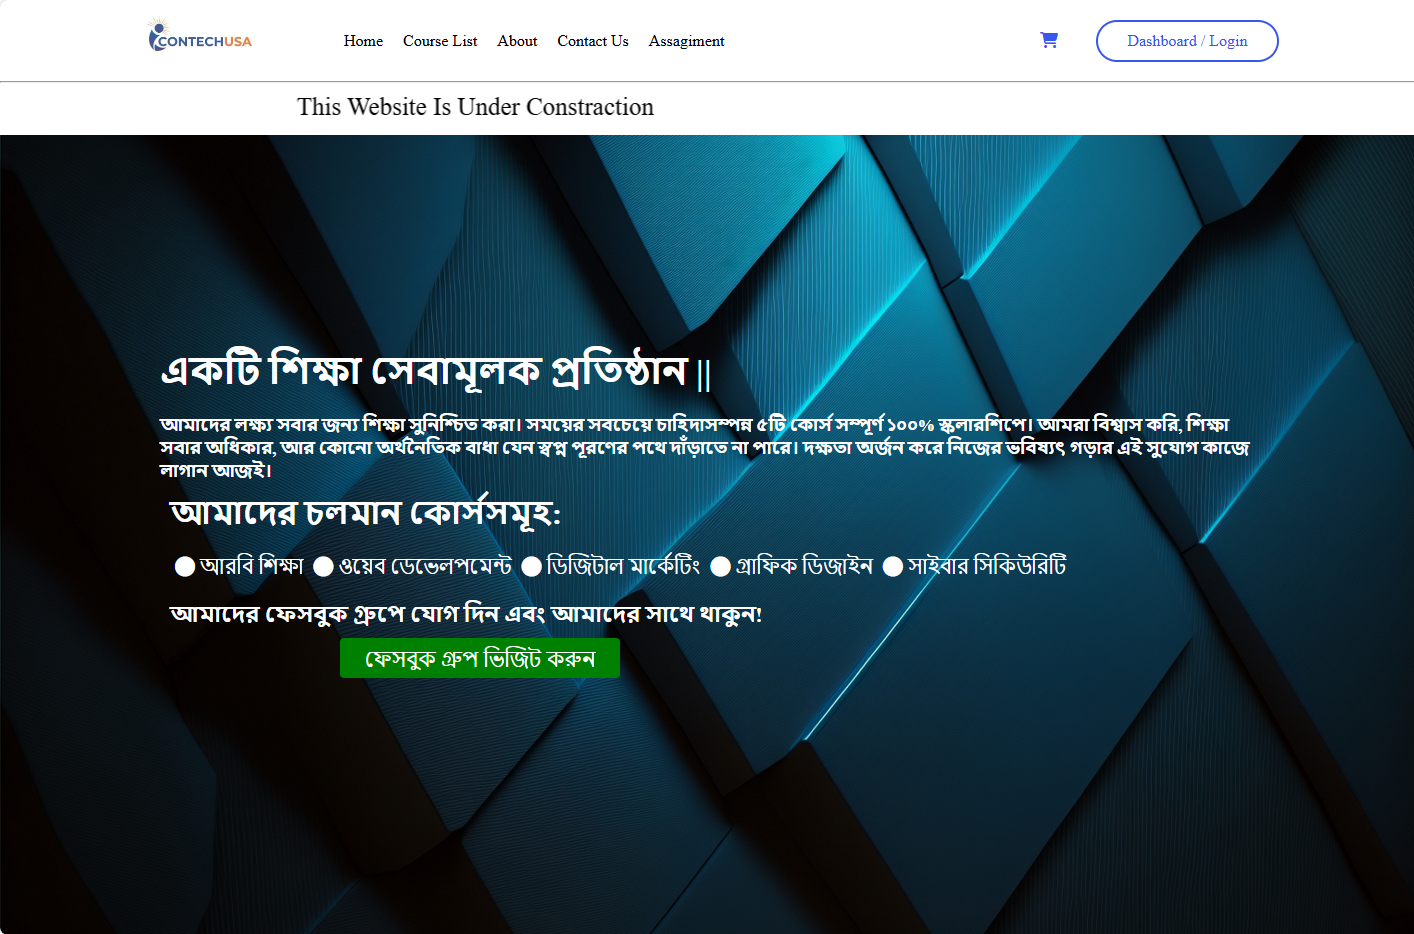 CONTECHUSA
Home Course List About Contact Us Assagiment
Dashboard / Login
This Website Is Under Constraction
একটি শিক্ষা সেবামূলক প্রতিষ্ঠান ||
আমাদের লক্ষ্য সবার জন্য শিক্ষা সুনিশ্চিত করা। সময়ের সবচেয়ে চাহিদাসম্পন্ন ৫টি কোর্স সম্পূর্ণ ১০০% স্কলারশিপে। আমরা বিশ্বাস করি, শিক্ষা
সবার অধিকার, আর কোনো অর্থনৈতিক বাধা যেন স্বপ্ন পূরণের পথে দাঁড়াতে না পারে। দক্ষতা অর্জন করে নিজের ভবিষ্যৎ গড়ার এই সুযোগ কাজে
লাগান আজই।
আমাদের চলমান কোর্সসমূহ:
আরবি শিক্ষা ওয়েব ডেভেলপমেন্ট ডিজিটাল মার্কেটিং গ্রাফিক ডিজাইন সাইবার সিকিউরিটি
আমাদের ফেসবুক গ্রুপে যোগ দিন এবং আমাদের সাথে থাকুন!
ফেসবুক গ্রুপ ভিজিট করুন